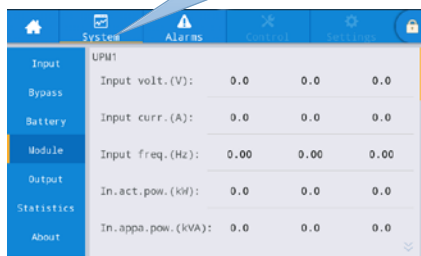 System Alarms Control Settings
Input
Bypass
Battery
Module
Output
Statistics
About
UPM1
Input volt.(V): 0.0 0.0 0.0
Input curr.(A): 0.0 0.0 0.0
Input freq.(Hz): 0.00 0.00 0.00
In.act.pow.(kW): 0.0 0.0 0.0
In.appa.pow.(kVA): 0.0 0.0 0.0